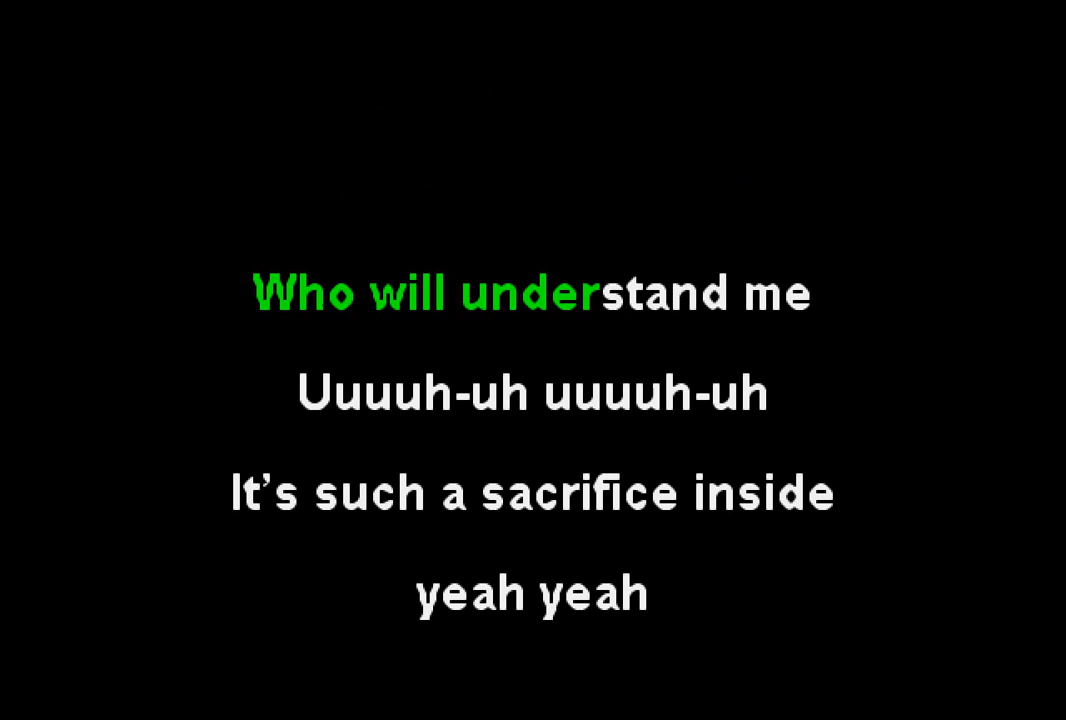 Who will understand me
Uuuuh-uh uuuuh-uh
It’s such a sacrifice inside
yeah yeah